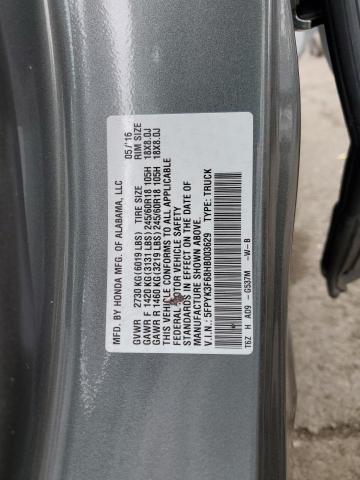 MFD. BY HONDA MFG. OF ALABAMA, LLC 05/'16
GVWR 2730 KG(6019 LBS) TIRE SIZE RIM SIZE
GAWR F 1420 KG(3131 LBS) 245/60R18 105H 18X8.0J
GAWR R 1460 KG(3219 LBS) 245/60R18 105H 18X8.0J
THIS VEHICLE CONFORMS TO ALL APPLICABLE
FEDERAL MOTOR VEHICLE SAFETY
STANDARDS IN EFFECT ON THE DATE OF
MANUFACTURE SHOWN ABOVE.
V.I.N.: 5FPYK3F68HB003629 TYPE: TRUCK
T6Z H AD9 -G537M -W-B